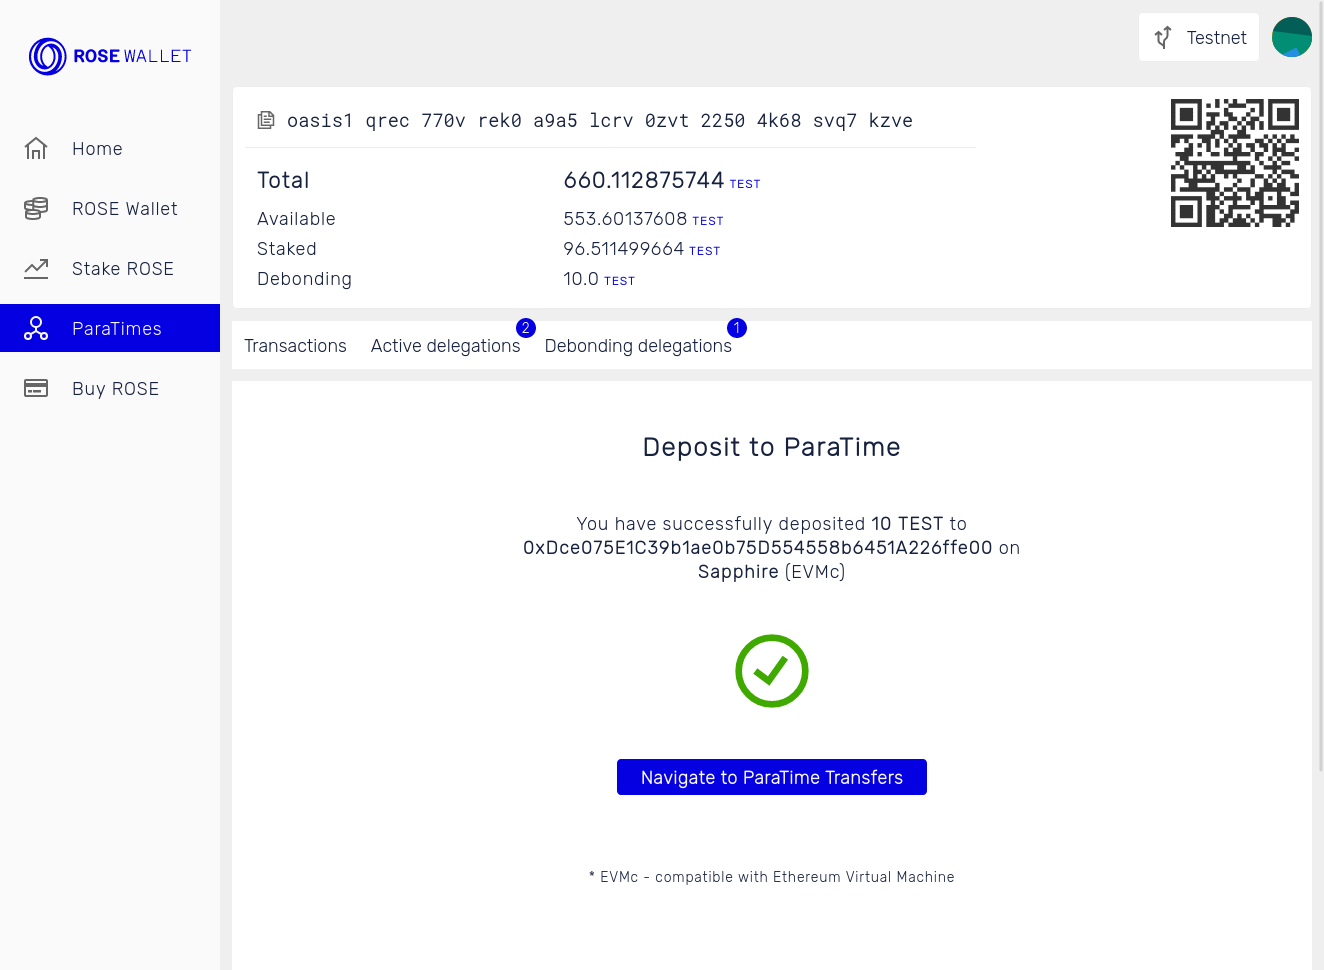 ROSE WALLET
Testnet
Home
ROSE Wallet
Stake ROSE
ParaTimes
Buy ROSE
oasis1 qrec 770v rek0 a9a5 lcrv 0zvt 2250 4k68 svq7 kzve
Total 660.112875744 TEST
Available 553.60137608 TEST
Staked 96.511499664 TEST
Debonding 10.0 TEST
Transactions Active delegations 2 Debonding delegations 1
Deposit to ParaTime
You have successfully deposited 10 TEST to
0xDce075E1C39b1ae0b75D554558b6451A226ffe00 on
Sapphire (EVMc)
Navigate to ParaTime Transfers
* EVMc - compatible with Ethereum Virtual Machine